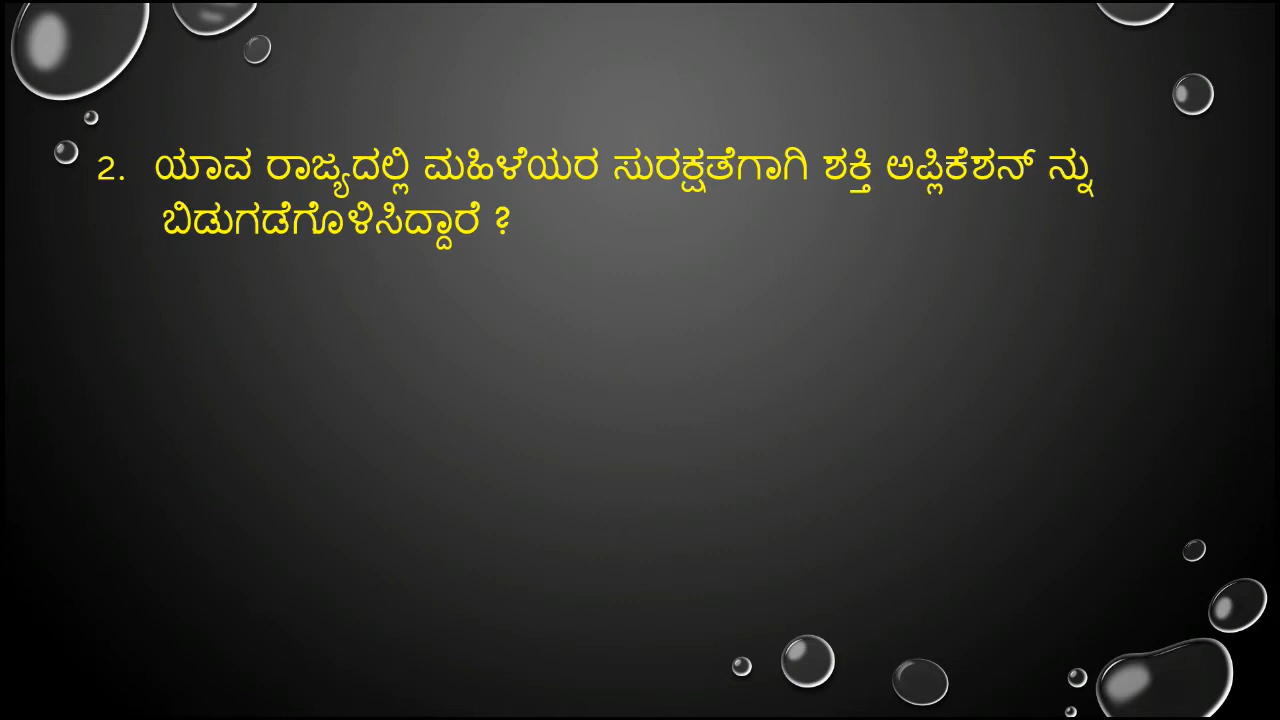 2. ಯಾವ ರಾಜ್ಯದಲ್ಲಿ ಮಹಿಳೆಯರ ಸುರಕ್ಷತೆಗಾಗಿ ಶಕ್ತಿ ಅಪ್ಲಿಕೆಶನ್ ನ್ನು
ಬಿಡುಗಡೆಗೊಳಿಸಿದ್ದಾರೆ ?